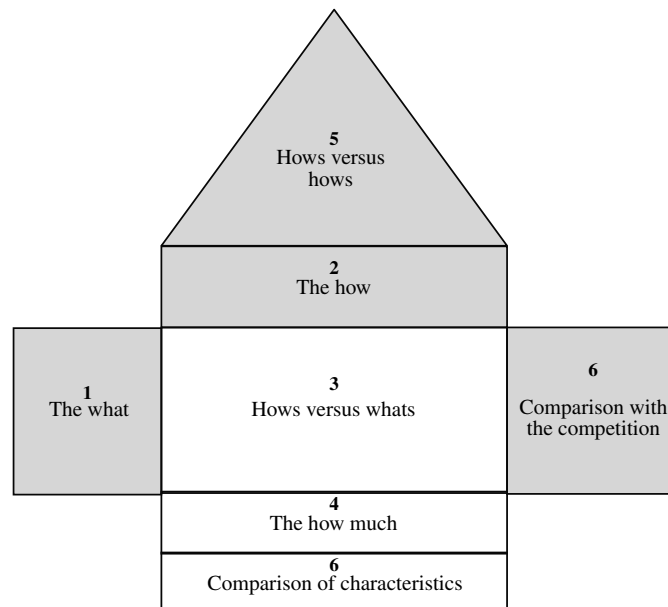 5
Hows versus
hows
2
The how
1
The what
3
Hows versus whats
6
Comparison with
the competition
4
The how much
6
Comparison of characteristics